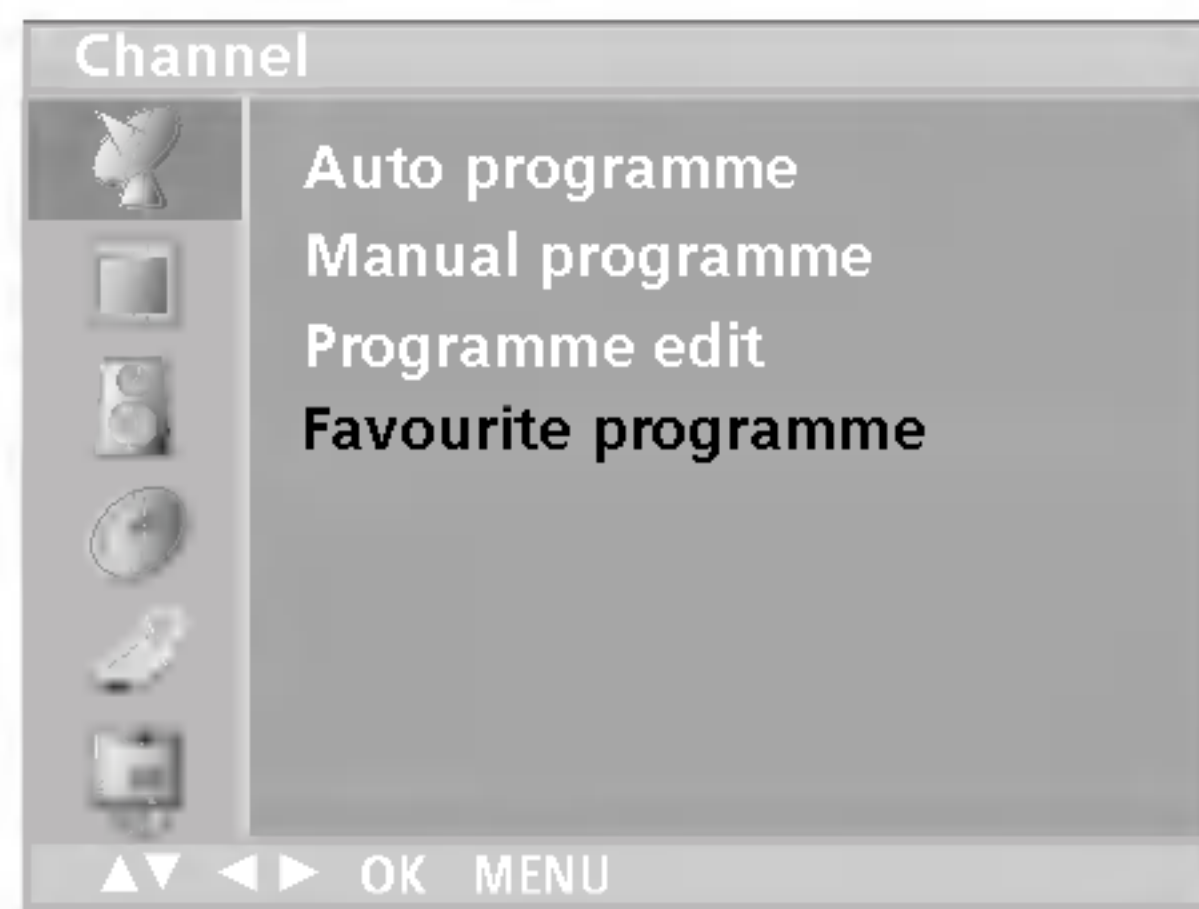 Channel
Auto programme
Manual programme
Programme edit
Favourite programme
▲▼ ◀ ▶ OK MENU